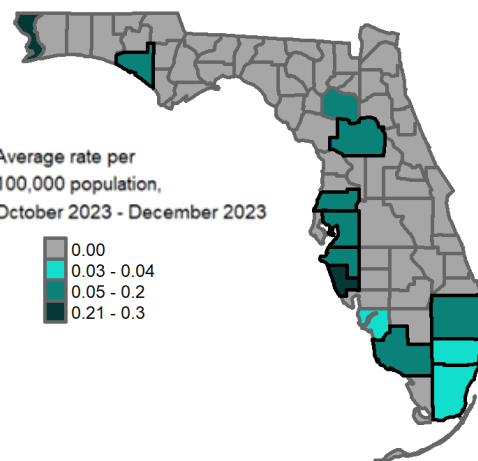 Average rate per
100,000 population,
October 2023 - December 2023
0.00
0.03 - 0.04
0.05 - 0.2
0.21 - 0.3